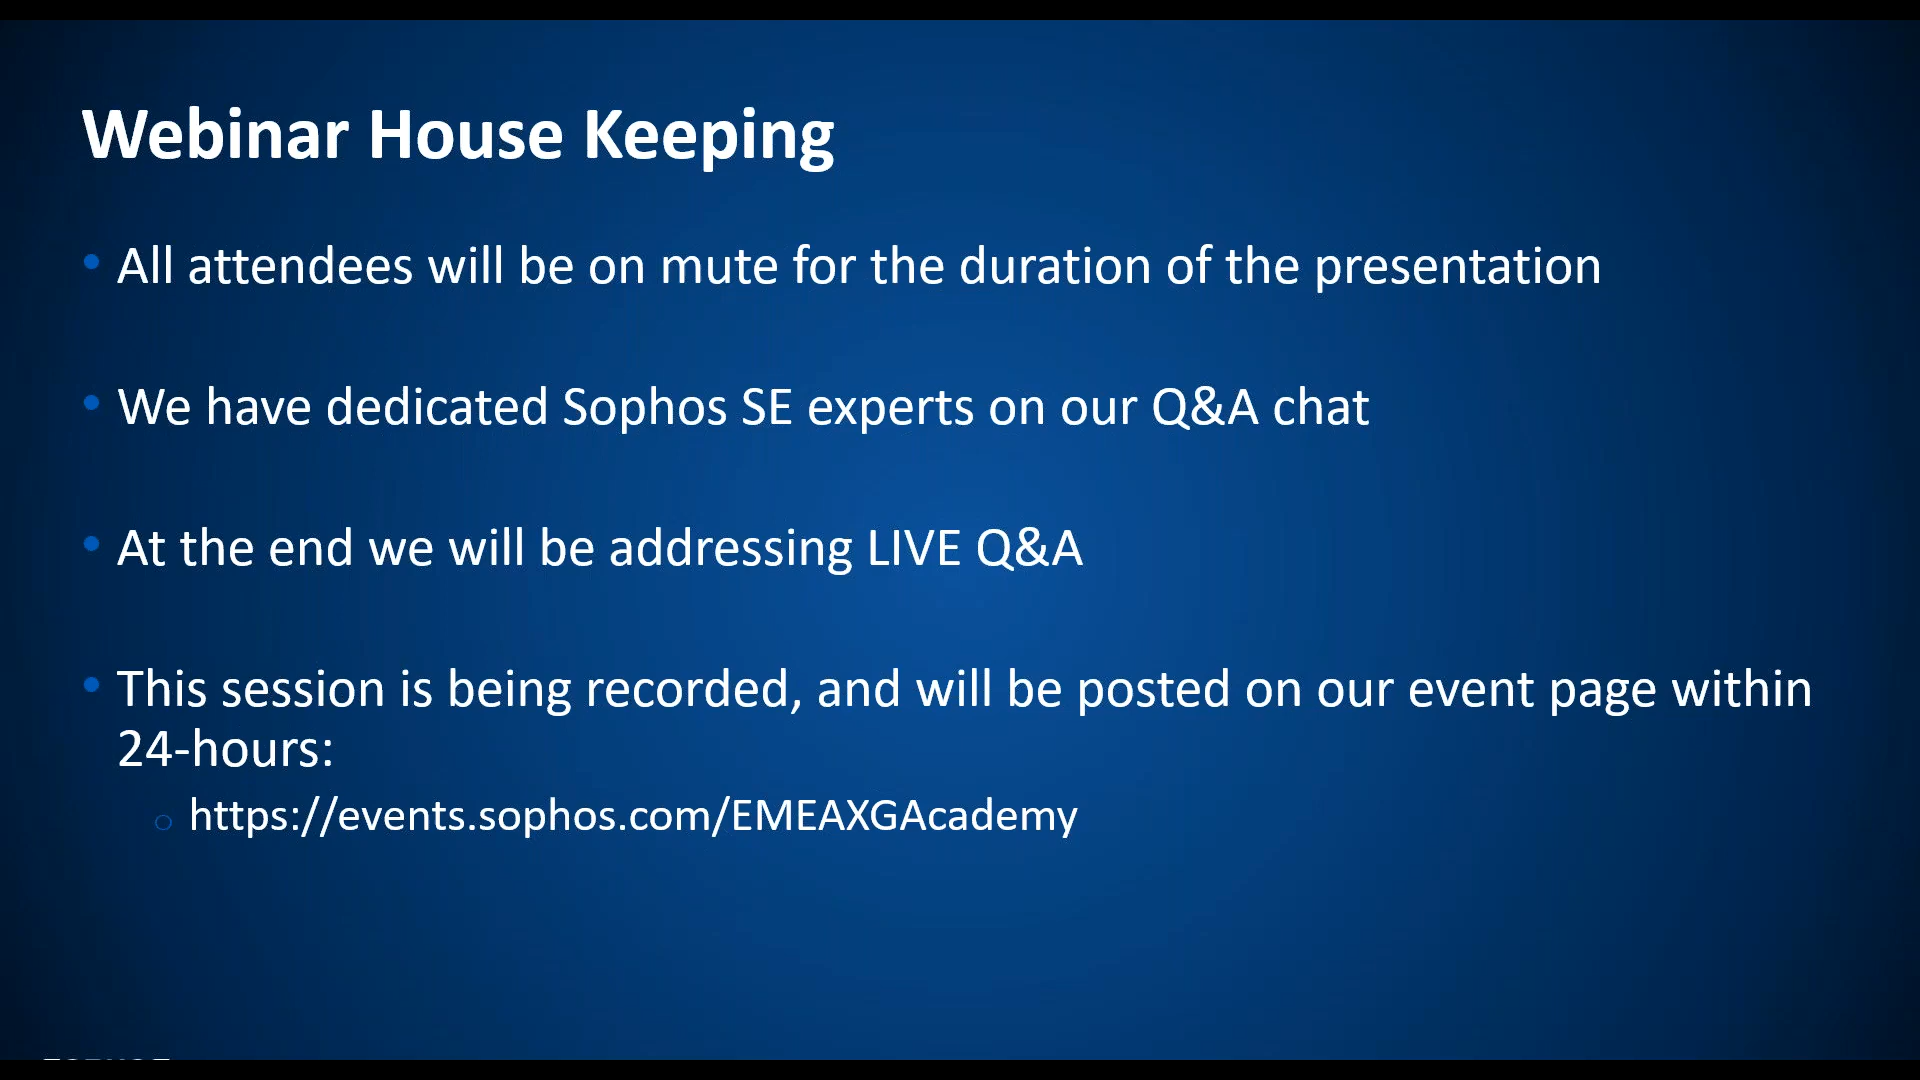 Webinar House Keeping
• All attendees will be on mute for the duration of the presentation
• We have dedicated Sophos SE experts on our Q&A chat
• At the end we will be addressing LIVE Q&A
• This session is being recorded, and will be posted on our event page within
24-hours:
o https://events.sophos.com/EMEAXGAcademy